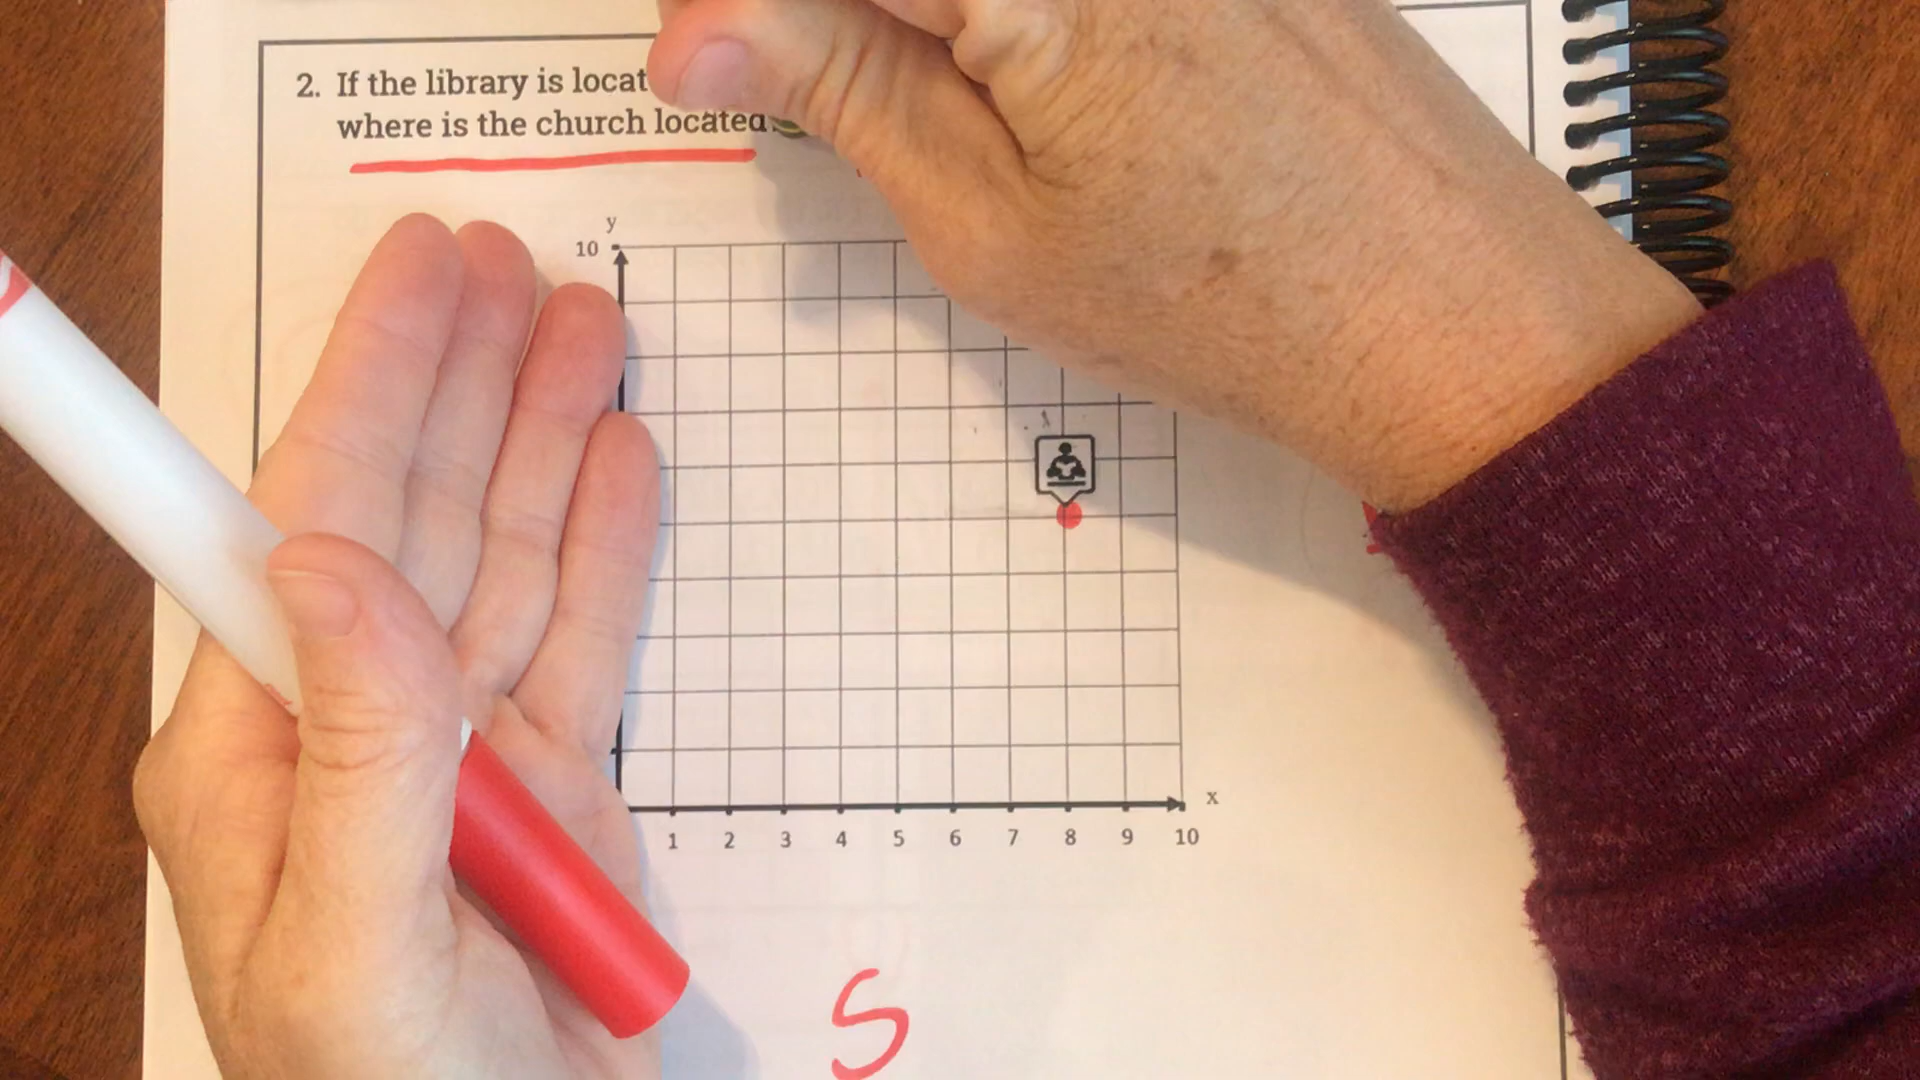 2. If the library is locat
where is the church located
y
10
x
1 2 3 4 5 6 7 8 9 10
S